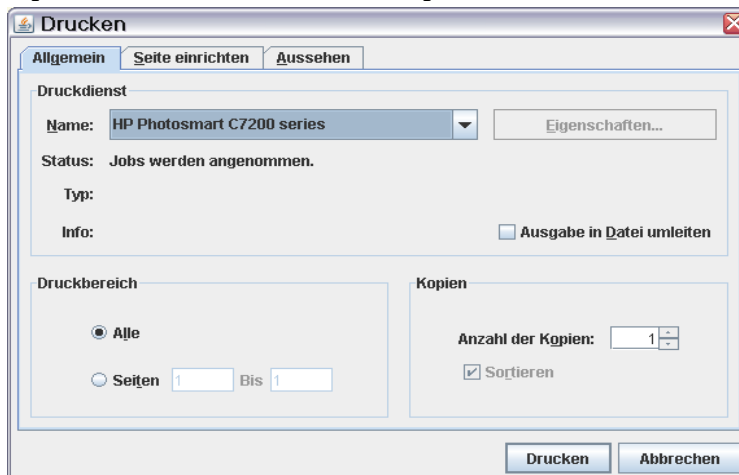 Drucken
Allgemein Seite einrichten Aussehen
Druckdienst
Name: HP Photosmart C7200 series Eigenschaften...
Status: Jobs werden angenommen.
Typ:
Info: Ausgabe in Datei umleiten
Druckbereich Kopien
Alle Anzahl der Kopien: 1
Seiten 1 Bis 1 Sortieren
Drucken Abbrechen